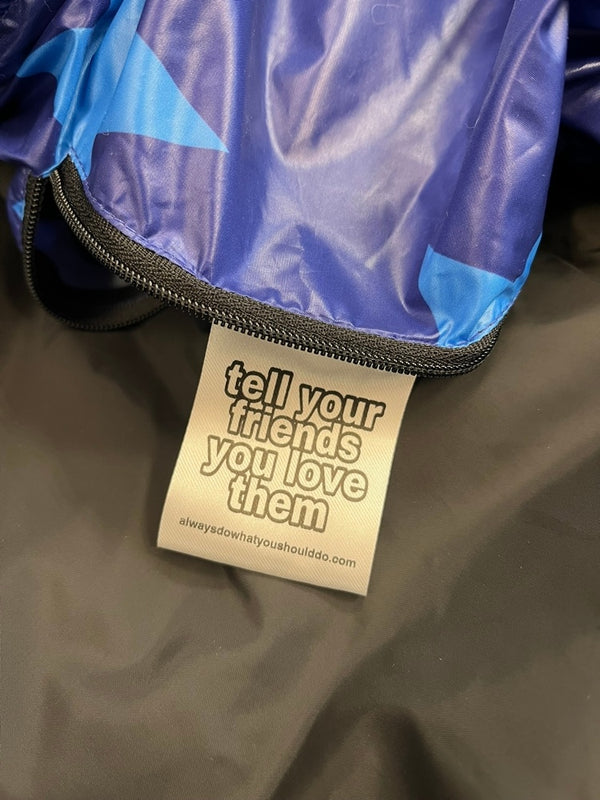 tell your
friends
you love
them
alwaysdowhatyoushoulddo.com